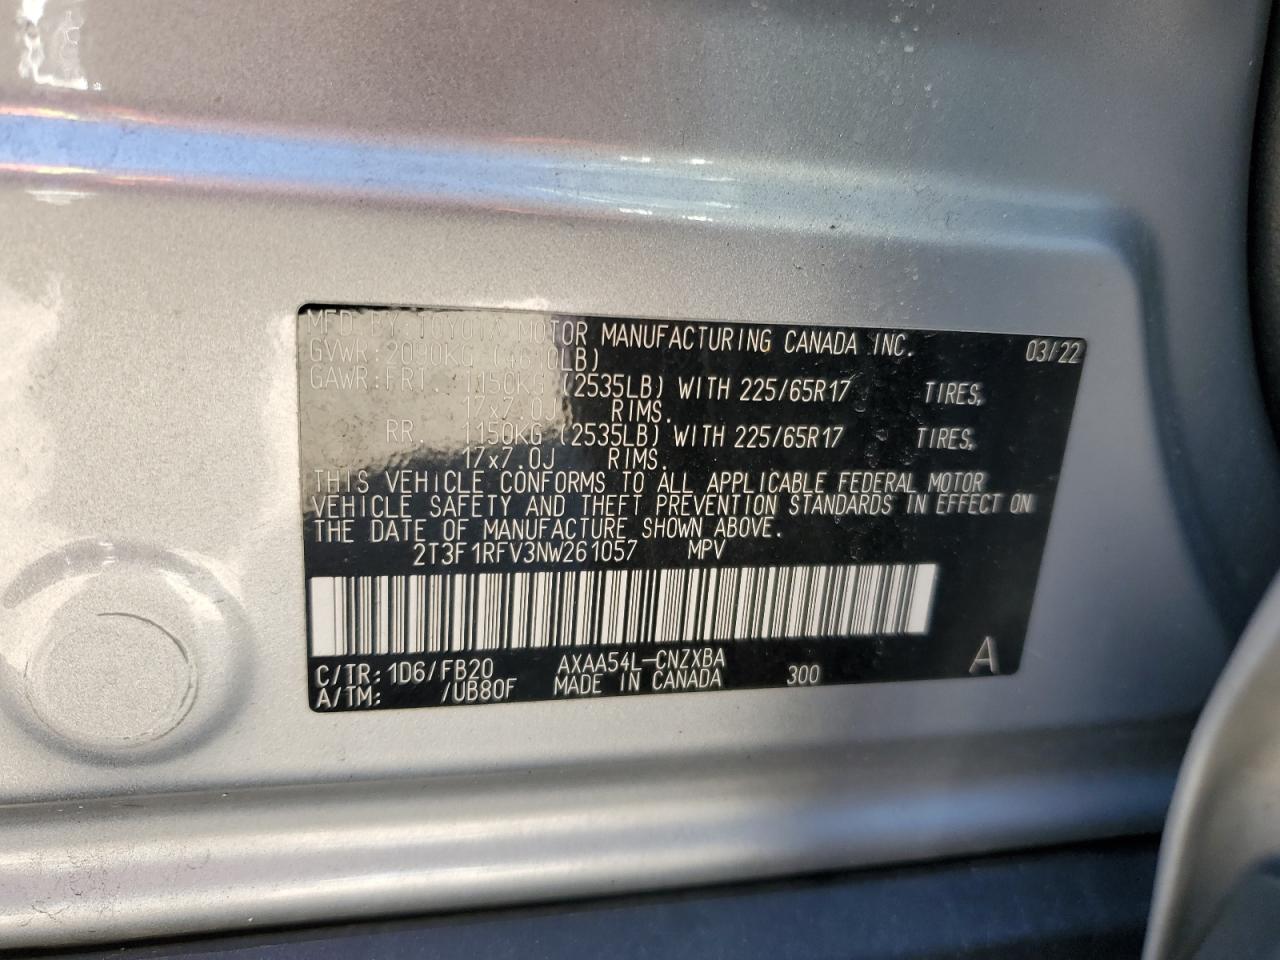 MFD BY TOYOTA MOTOR MANUFACTURING CANADA INC. 03/22
GVWR: 2090KG (4610LB)
GAWR: FRT. 1150KG (2535LB) WITH 225/65R17 TIRES,
17x7.0J RIMS.
RR. 1150KG (2535LB) WITH 225/65R17 TIRES,
17x7.0J RIMS.
THIS VEHICLE CONFORMS TO ALL APPLICABLE FEDERAL MOTOR
VEHICLE SAFETY AND THEFT PREVENTION STANDARDS IN EFFECT ON
THE DATE OF MANUFACTURE SHOWN ABOVE.
2T3F1RFV3NW261057 MPV
C/TR: 1D6/FB20 AXAA54L-CNZXBA
A/TM: /UB80F MADE IN CANADA 300 A